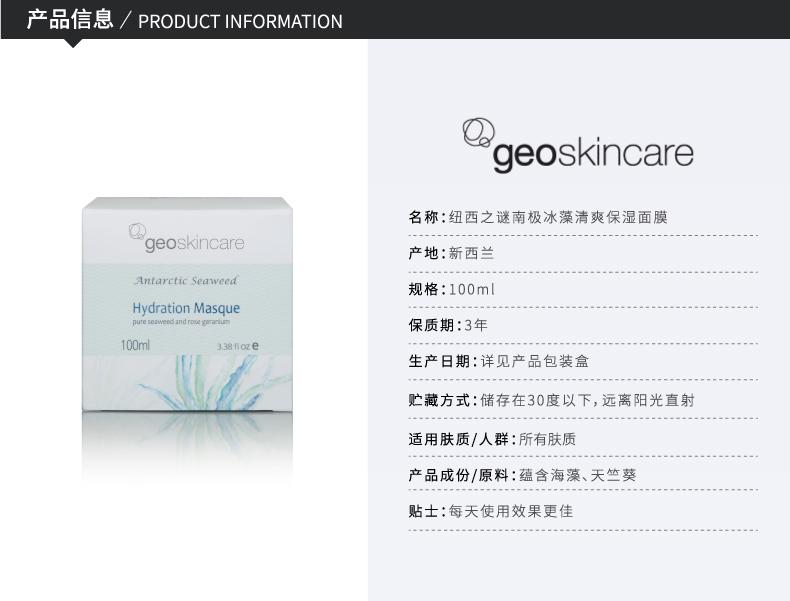 产品信息 / PRODUCT INFORMATION
geoskincare
Antarctic Seaweed
Hydration Masque
pure seaweed and rose geranium
100ml 3.38 fl oz e
geoskincare
名称:纽西之谜南极冰藻清爽保湿面膜
产地:新西兰
规格:100ml
保质期:3年
生产日期:详见产品包装盒
贮藏方式:储存在30度以下,远离阳光直射
适用肤质/人群:所有肤质
产品成份/原料:蕴含海藻、天竺葵
贴士:每天使用效果更佳